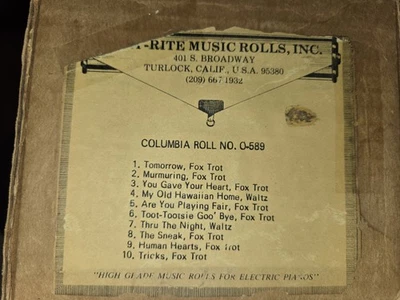 -RITE MUSIC ROLLS, INC.
401 S. BROADWAY
TURLOCK, CALIF., U.S.A. 95380
(209) 667 1932
COLUMBIA ROLL NO. O-589
1. Tomorrow, Fox Trot
2. Murmuring, Fox Trot
3. You Gave Your Heart, Fox Trot
4. My Old Hawaiian Home, Waltz
5. Are You Playing Fair, Fox Trot
6. Toot-Tootsie Goo' Bye, Fox Trot
7. Thru The Night, Waltz
8. The Sneak, Fox Trot
9. Human Hearts, Fox Trot
10. Tricks, Fox Trot
"HIGH GRADE MUSIC ROLLS FOR ELECTRIC PIANOS"